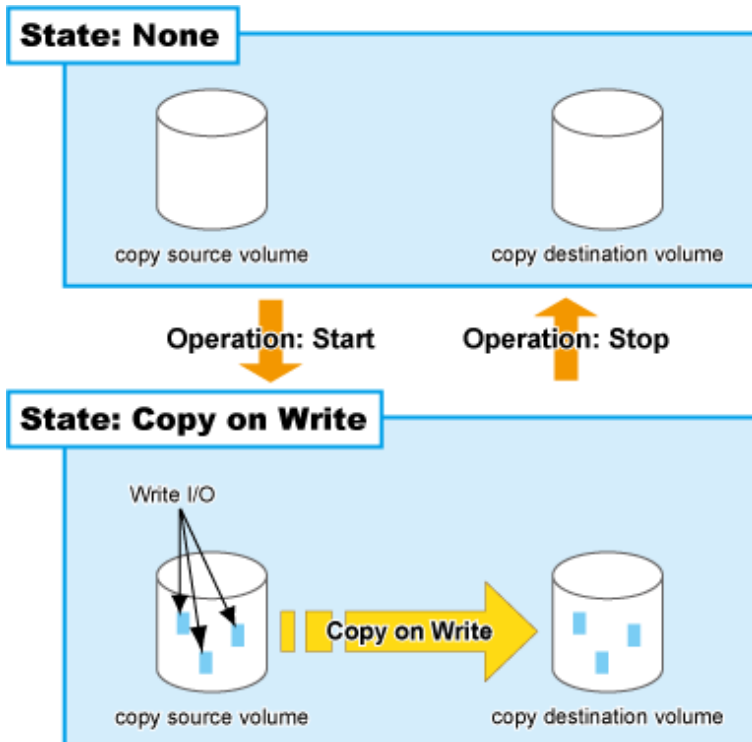 State: None
copy source volume
copy destination volume
Operation: Start
Operation: Stop
State: Copy on Write
Write I/O
Copy on Write
copy source volume
copy destination volume